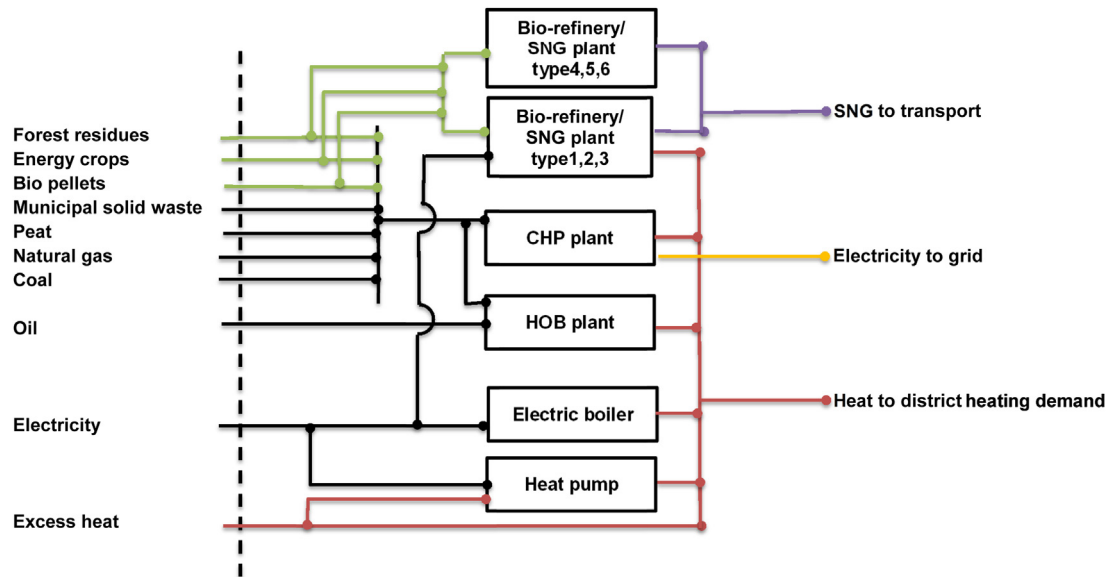 Bio-refinery/
SNG plant
type4,5,6
Bio-refinery/
SNG plant
type1,2,3
CHP plant
HOB plant
Electric boiler
Heat pump
Forest residues
Energy crops
Bio pellets
Municipal solid waste
Peat
Natural gas
Coal
Oil
Electricity
Excess heat
SNG to transport
Electricity to grid
Heat to district heating demand